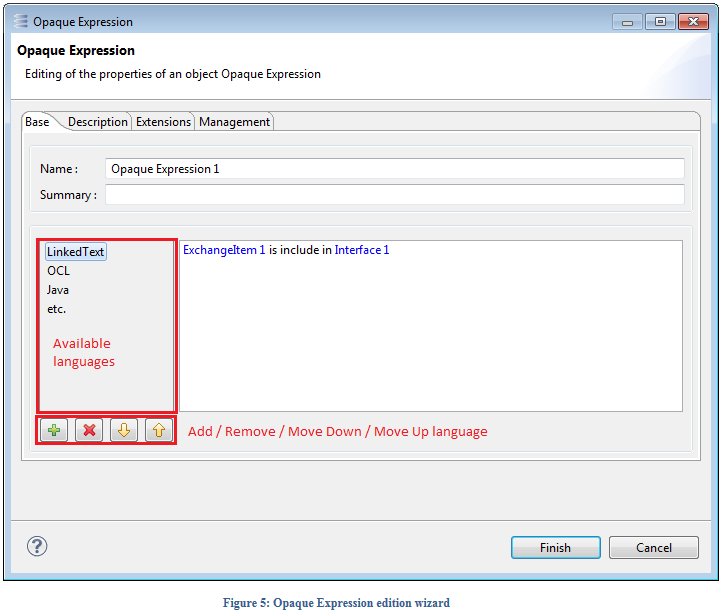 Opaque Expression
Opaque Expression
Editing of the properties of an object Opaque Expression
Base Description Extensions Management
Name : Opaque Expression 1
Summary :
LinkedText
OCL
Java
etc.
Available
languages
ExchangeItem 1 is include in Interface 1
Add / Remove / Move Down / Move Up language
? Finish Cancel
Figure 5: Opaque Expression edition wizard